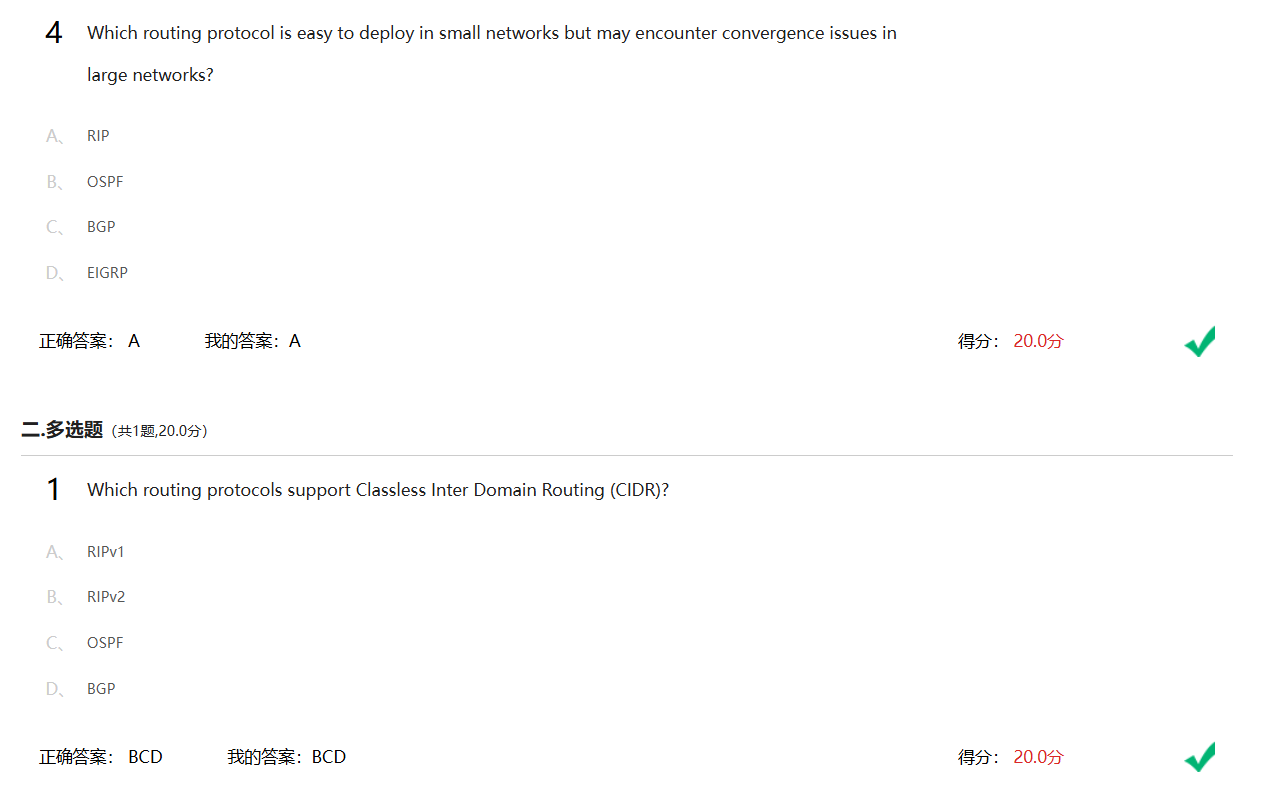 4 Which routing protocol is easy to deploy in small networks but may encounter convergence issues in
large networks?
A、 RIP
B、 OSPF
C、 BGP
D、 EIGRP
正确答案： A 我的答案：A 得分： 20.0分
二.多选题（共1题,20.0分）
1 Which routing protocols support Classless Inter Domain Routing (CIDR)?
A、 RIPv1
B、 RIPv2
C、 OSPF
D、 BGP
正确答案： BCD 我的答案：BCD 得分： 20.0分